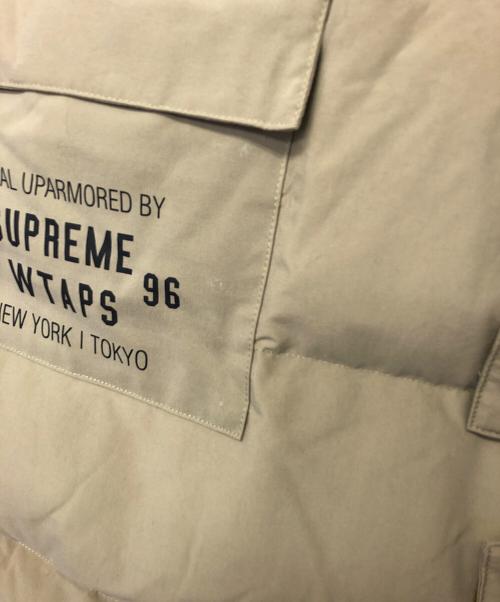 AL UPARMORED BY
SUPREME
WTAPS 96
NEW YORK | TOKYO